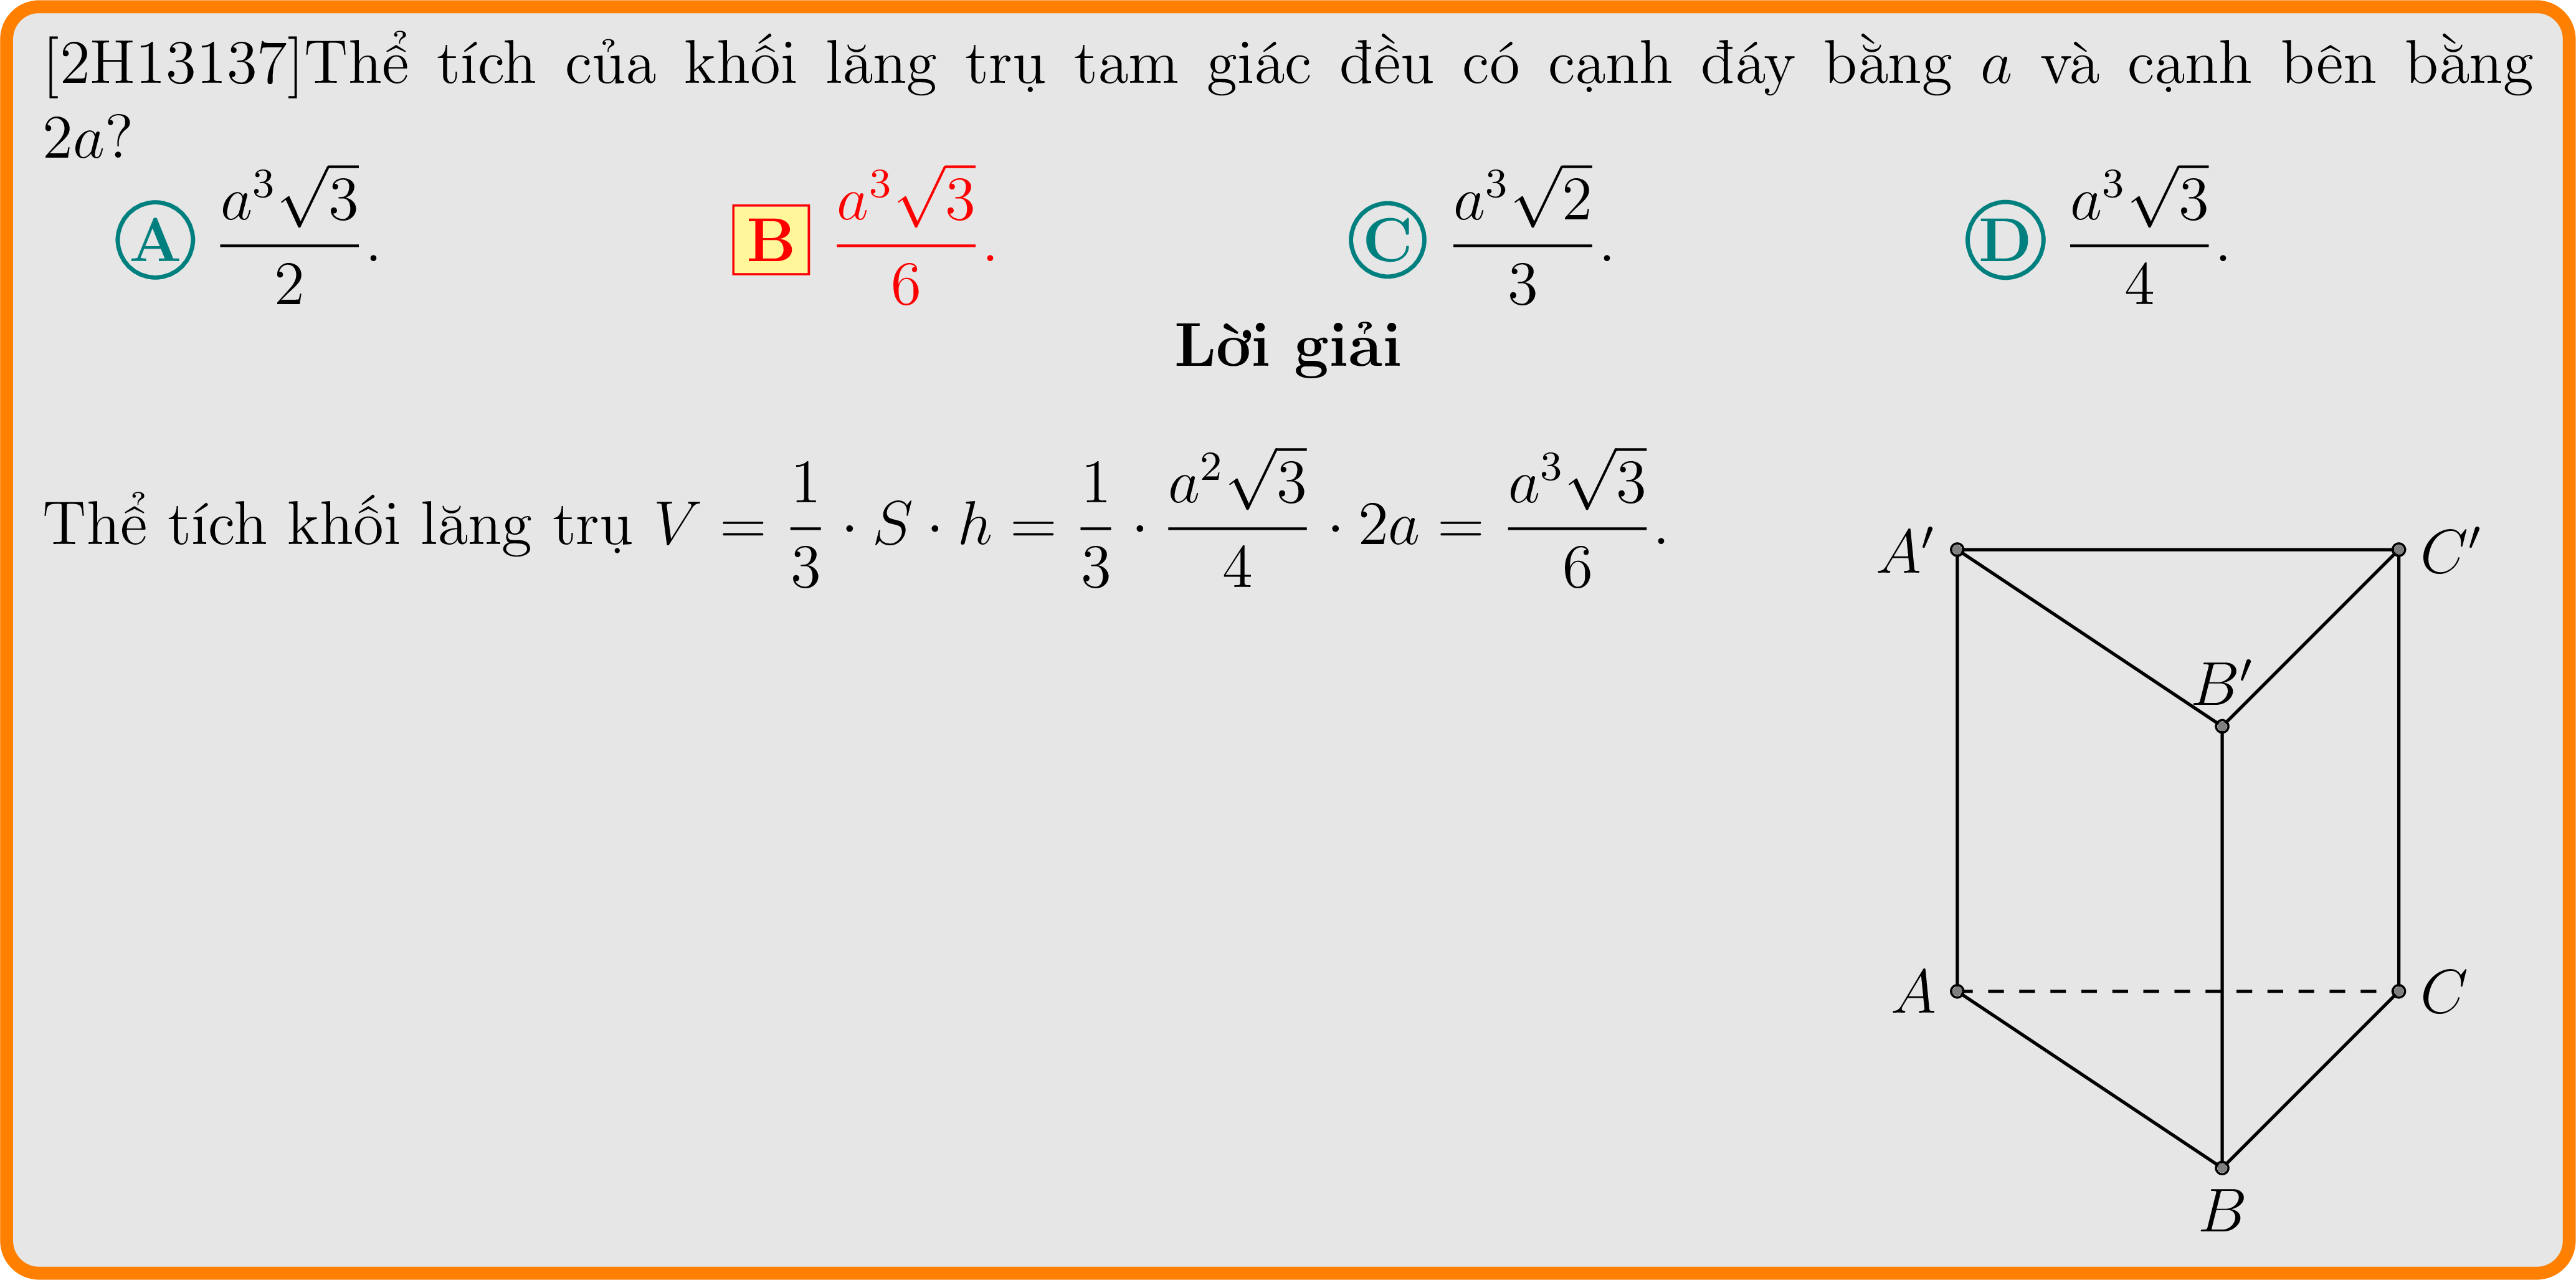 [2H13137]Thể tích của khối lăng trụ tam giác đều có cạnh đáy bằng a và cạnh bên bằng
2a?
A $\frac{a^3\sqrt{3}}{2}$. B $\frac{a^3\sqrt{3}}{6}$. C $\frac{a^3\sqrt{2}}{3}$. D $\frac{a^3\sqrt{3}}{4}$.
Lời giải
Thể tích khối lăng trụ $V = \frac{1}{3} \cdot S \cdot h = \frac{1}{3} \cdot \frac{a^2\sqrt{3}}{4} \cdot 2a = \frac{a^3\sqrt{3}}{6}$.
A′ C′
B′
A C
B